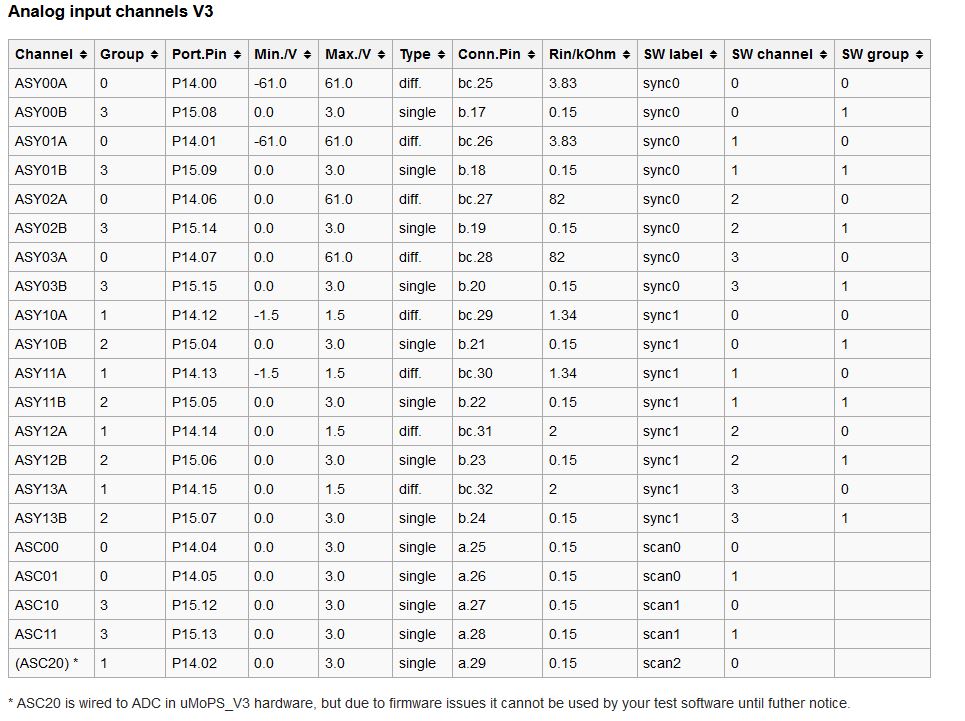 Analog input channels V3
Channel Group Port.Pin Min./V Max./V Type Conn.Pin Rin/kOhm SW label SW channel SW group
ASY00A 0 P14.00 -61.0 61.0 diff. bc.25 3.83 sync0 0 0
ASY00B 3 P15.08 0.0 3.0 single b.17 0.15 sync0 0 1
ASY01A 0 P14.01 -61.0 61.0 diff. bc.26 3.83 sync0 1 0
ASY01B 3 P15.09 0.0 3.0 single b.18 0.15 sync0 1 1
ASY02A 0 P14.06 0.0 61.0 diff. bc.27 82 sync0 2 0
ASY02B 3 P15.14 0.0 3.0 single b.19 0.15 sync0 2 1
ASY03A 0 P14.07 0.0 61.0 diff. bc.28 82 sync0 3 0
ASY03B 3 P15.15 0.0 3.0 single b.20 0.15 sync0 3 1
ASY10A 1 P14.12 -1.5 1.5 diff. bc.29 1.34 sync1 0 0
ASY10B 2 P15.04 0.0 3.0 single b.21 0.15 sync1 0 1
ASY11A 1 P14.13 -1.5 1.5 diff. bc.30 1.34 sync1 1 0
ASY11B 2 P15.05 0.0 3.0 single b.22 0.15 sync1 1 1
ASY12A 1 P14.14 0.0 1.5 diff. bc.31 2 sync1 2 0
ASY12B 2 P15.06 0.0 3.0 single b.23 0.15 sync1 2 1
ASY13A 1 P14.15 0.0 1.5 diff. bc.32 2 sync1 3 0
ASY13B 2 P15.07 0.0 3.0 single b.24 0.15 sync1 3 1
ASC00 0 P14.04 0.0 3.0 single a.25 0.15 scan0 0
ASC01 0 P14.05 0.0 3.0 single a.26 0.15 scan0 1
ASC10 3 P15.12 0.0 3.0 single a.27 0.15 scan1 0
ASC11 3 P15.13 0.0 3.0 single a.28 0.15 scan1 1
(ASC20) * 1 P14.02 0.0 3.0 single a.29 0.15 scan2 0
* ASC20 is wired to ADC in uMoPS_V3 hardware, but due to firmware issues it cannot be used by your test software until futher notice.